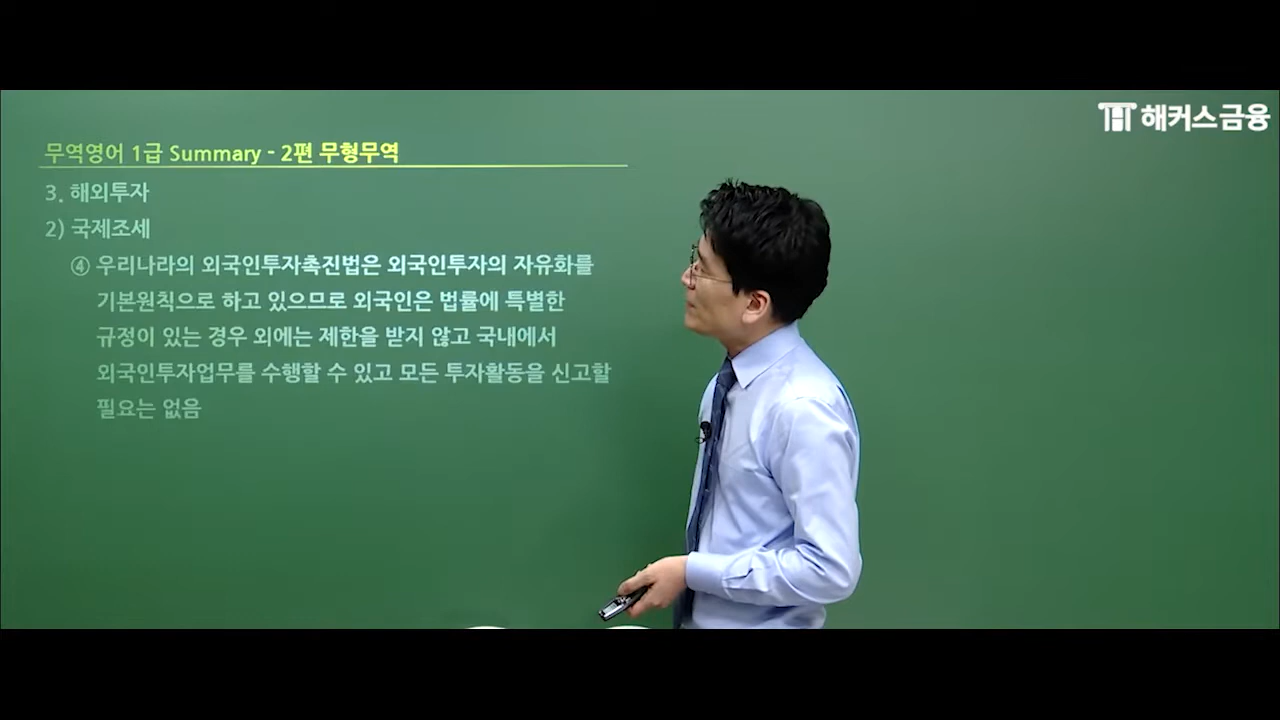 해커스금융
무역영어 1급 Summary - 2편 무형무역
3. 해외투자
2) 국제조세
④ 우리나라의 외국인투자촉진법은 외국인투자의 자유화를
기본원칙으로 하고 있으므로 외국인은 법률에 특별한
규정이 있는 경우 외에는 제한을 받지 않고 국내에서
외국인투자업무를 수행할 수 있고 모든 투자활동을 신고할
필요는 없음